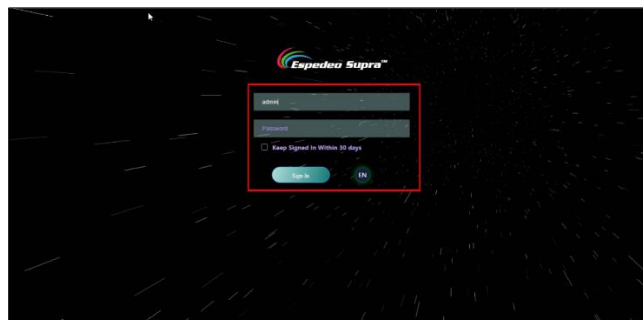 Espedeo Supra™
admin
Password
Keep Signed In Within 30 days
Sign In
EN